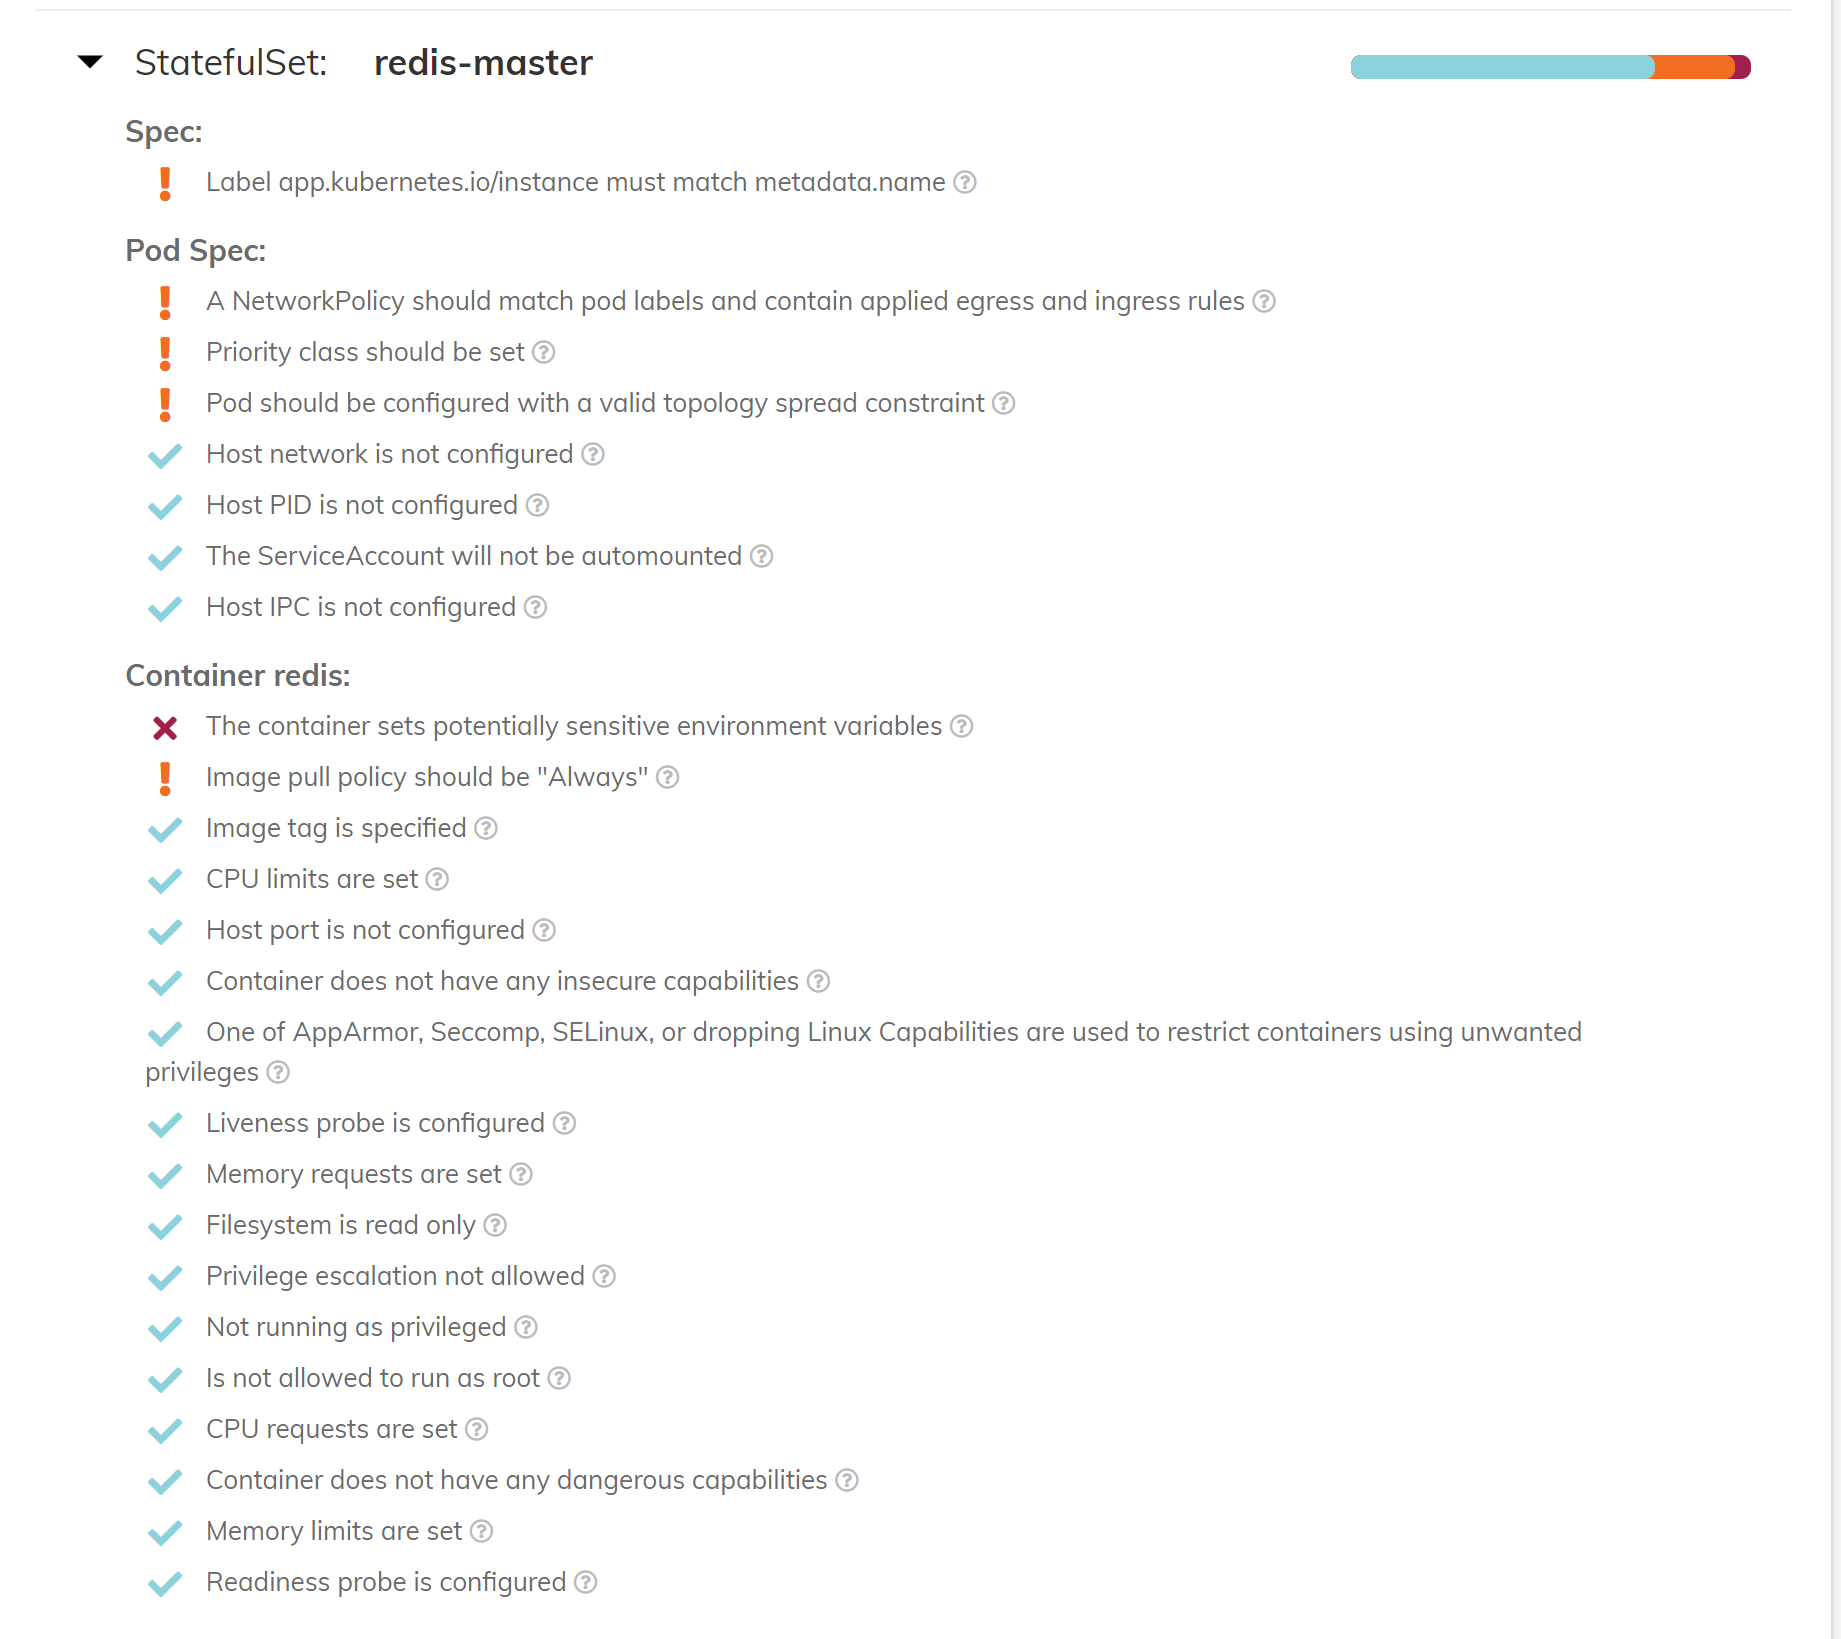 StatefulSet: redis-master
Spec:
Label app.kubernetes.io/instance must match metadata.name
Pod Spec:
A NetworkPolicy should match pod labels and contain applied egress and ingress rules
Priority class should be set
Pod should be configured with a valid topology spread constraint
Host network is not configured
Host PID is not configured
The ServiceAccount will not be automounted
Host IPC is not configured
Container redis:
The container sets potentially sensitive environment variables
Image pull policy should be "Always"
Image tag is specified
CPU limits are set
Host port is not configured
Container does not have any insecure capabilities
One of AppArmor, Seccomp, SELinux, or dropping Linux Capabilities are used to restrict containers using unwanted
privileges
Liveness probe is configured
Memory requests are set
Filesystem is read only
Privilege escalation not allowed
Not running as privileged
Is not allowed to run as root
CPU requests are set
Container does not have any dangerous capabilities
Memory limits are set
Readiness probe is configured